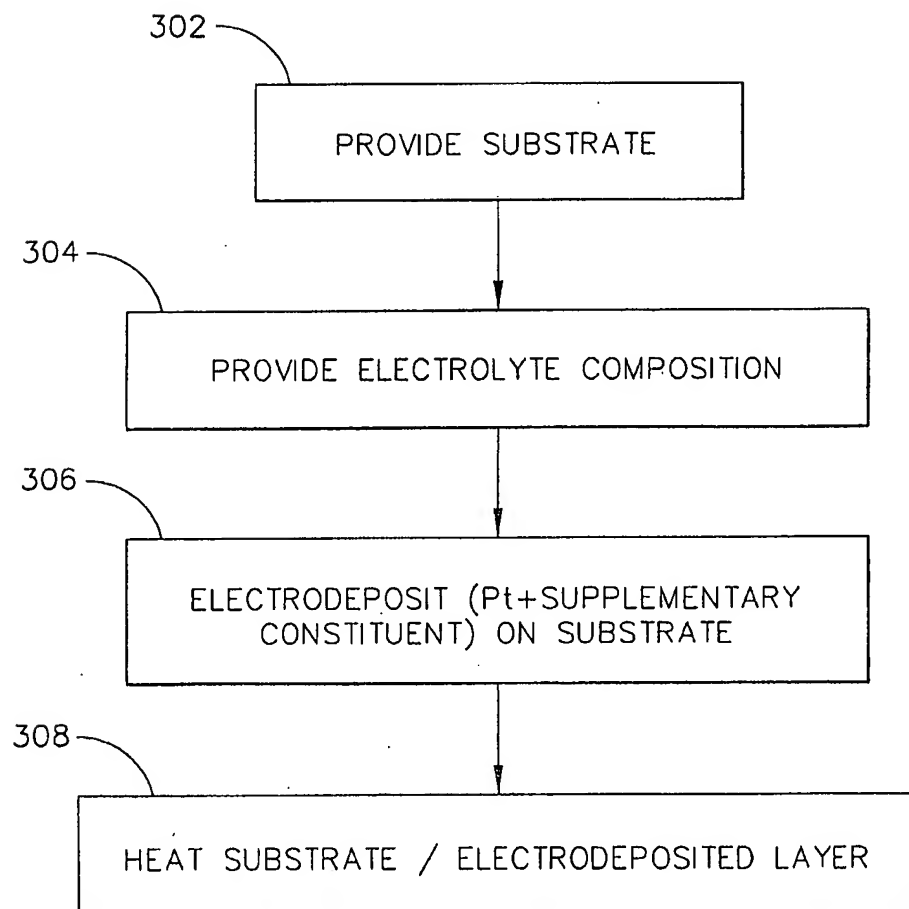 302
PROVIDE SUBSTRATE
304
PROVIDE ELECTROLYTE COMPOSITION
306
ELECTRODEPOSIT (Pt+SUPPLEMENTARY
CONSTITUENT) ON SUBSTRATE
308
HEAT SUBSTRATE / ELECTRODEPOSITED LAYER